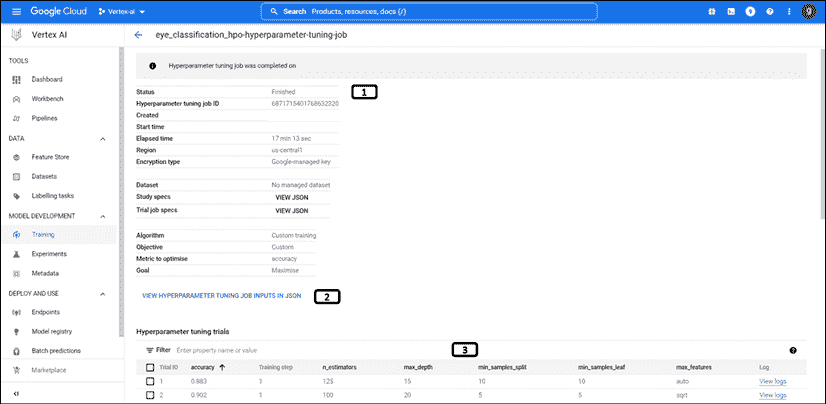 Google Cloud Vertex-ai Search Products, resources, docs (/)
Vertex AI eye_classification_hpo-hyperparameter-tuning-job
TOOLS
Dashboard
Workbench
Pipelines
DATA
Feature Store
Datasets
Labelling tasks
MODEL DEVELOPMENT
Training
Experiments
Metadata
DEPLOY AND USE
Endpoints
Model registry
Batch predictions
Marketplace
Hyperparameter tuning job was completed on
Status Finished 1
Hyperparameter tuning job ID 6871715401768632320
Created
Start time
Elapsed time 17 min 13 sec
Region us-central1
Encryption type Google-managed key
Dataset No managed dataset
Study specs VIEW JSON
Trial job specs VIEW JSON
Algorithm Custom training
Objective Custom
Metric to optimise accuracy
Goal Maximise
VIEW HYPERPARAMETER TUNING JOB INPUTS IN JSON 2
Hyperparameter tuning trials
Filter Enter property name or value 3
Trial ID accuracy Training step n_estimators max_depth min_samples_split min_samples_leaf max_features Log
1 0.883 1 125 15 10 10 auto View logs
2 0.902 1 100 20 5 5 sqrt View logs